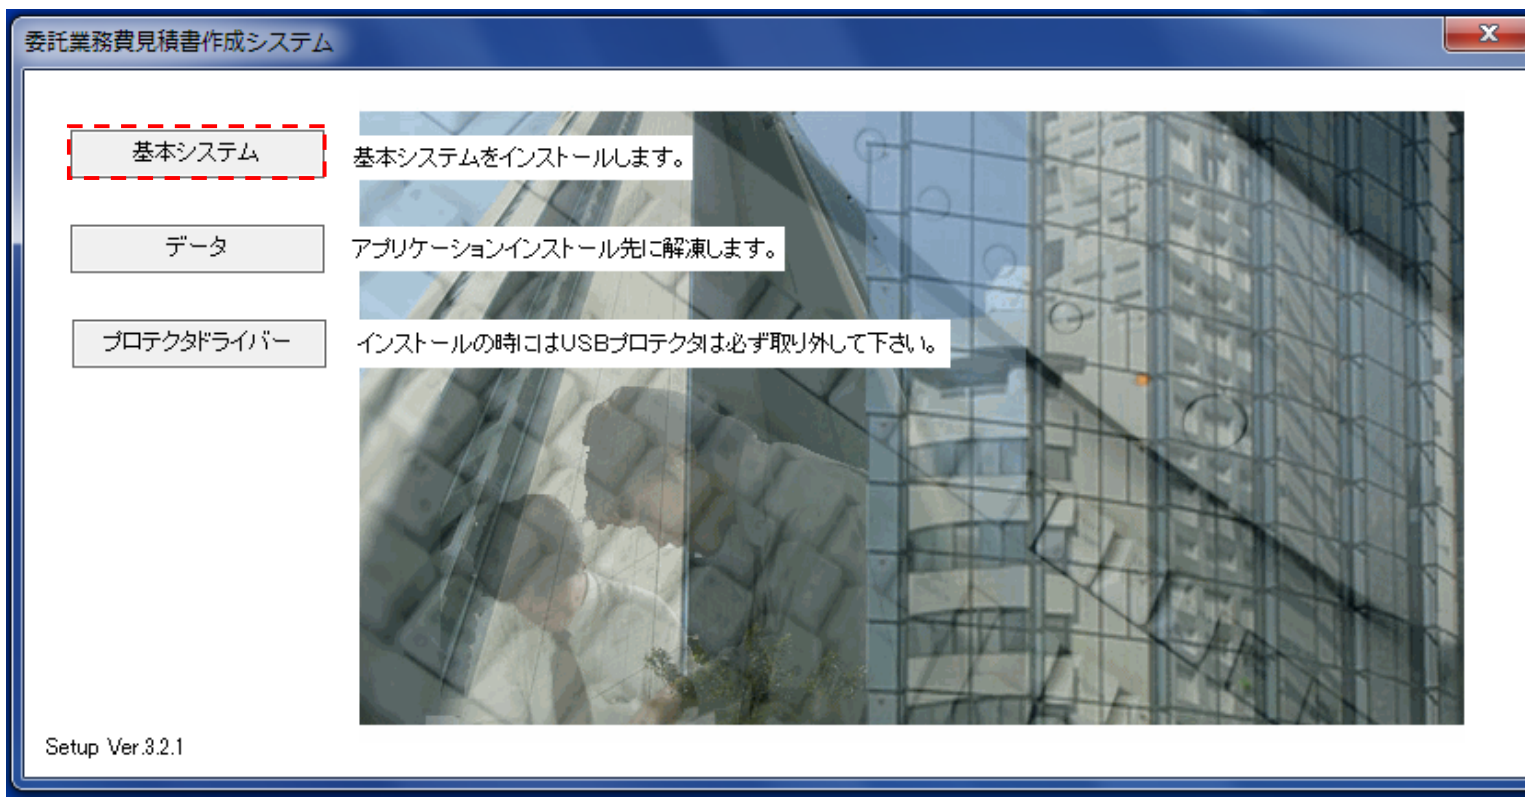 委託業務費見積書作成システム
基本システム
基本システムをインストールします。
データ
アプリケーションインストール先に解凍します。
プロテクタドライバー
インストールの時にはUSBプロテクタは必ず取り外して下さい。
Setup Ver.3.2.1